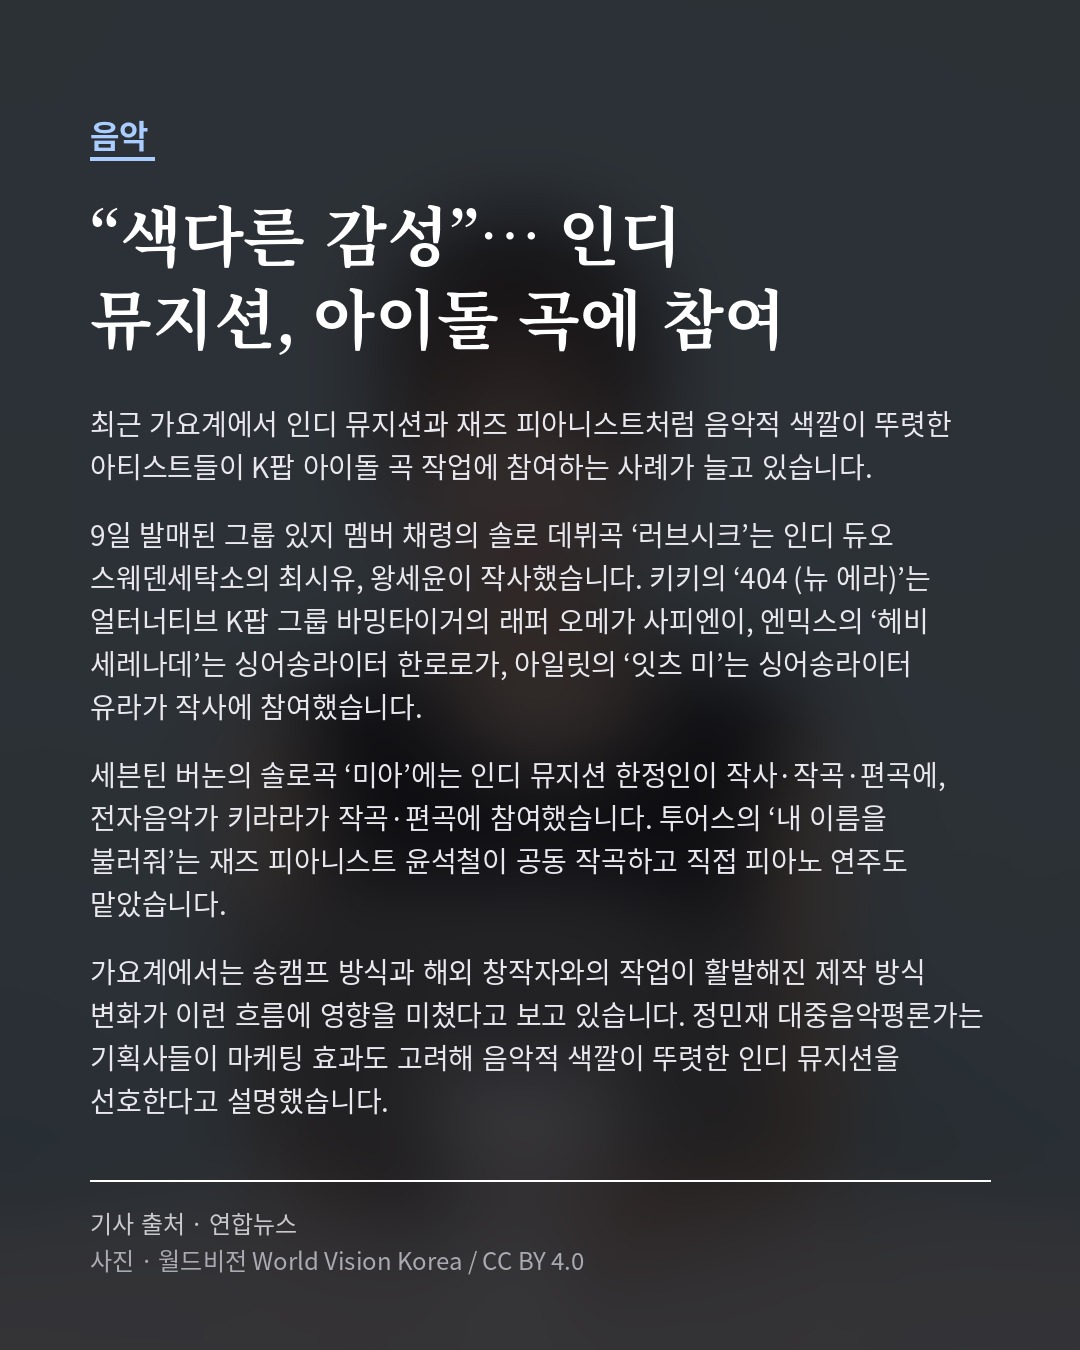 음악
“색다른 감성”… 인디
뮤지션, 아이돌 곡에 참여
최근 가요계에서 인디 뮤지션과 재즈 피아니스트처럼 음악적 색깔이 뚜렷한
아티스트들이 K팝 아이돌 곡 작업에 참여하는 사례가 늘고 있습니다.
9일 발매된 그룹 있지 멤버 채령의 솔로 데뷔곡 ‘러브시크’는 인디 듀오
스웨덴세탁소의 최시유, 왕세윤이 작사했습니다. 키키의 ‘404 (뉴 에라)’는
얼터너티브 K팝 그룹 바밍타이거의 래퍼 오메가 사피엔이, 엔믹스의 ‘헤비
세레나데’는 싱어송라이터 한로로가, 아일릿의 ‘잇츠 미’는 싱어송라이터
유라가 작사에 참여했습니다.
세븐틴 버논의 솔로곡 ‘미아’에는 인디 뮤지션 한정인이 작사·작곡·편곡에,
전자음악가 키라라가 작곡·편곡에 참여했습니다. 투어스의 ‘내 이름을
불러줘’는 재즈 피아니스트 윤석철이 공동 작곡하고 직접 피아노 연주도
맡았습니다.
가요계에서는 송캠프 방식과 해외 창작자와의 작업이 활발해진 제작 방식
변화가 이런 흐름에 영향을 미쳤다고 보고 있습니다. 정민재 대중음악평론가는
기획사들이 마케팅 효과도 고려해 음악적 색깔이 뚜렷한 인디 뮤지션을
선호한다고 설명했습니다.
기사 출처 · 연합뉴스
사진 · 월드비전 World Vision Korea / CC BY 4.0